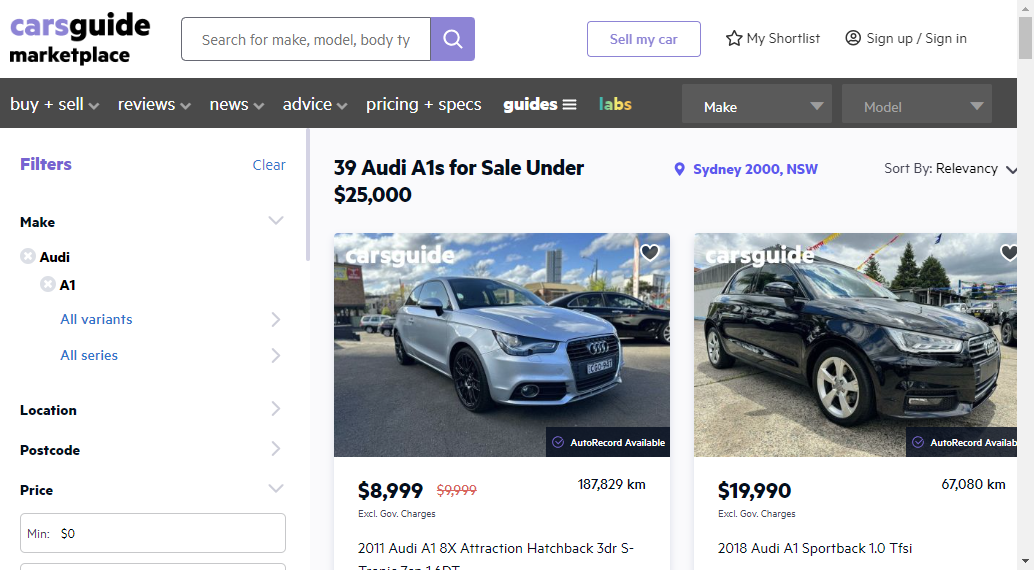 carsguide
marketplace
Search for make, model, body ty
Sell my car
My Shortlist
Sign up / Sign in
buy + sell
reviews
news
advice
pricing + specs
guides
labs
Make
Model
Filters
Clear
Make
Audi
A1
All variants
All series
Location
Postcode
Price
Min: $0
39 Audi A1s for Sale Under
$25,000
Sydney 2000, NSW
Sort By: Relevancy
carsguide
AutoRecord Available
$8,999 $9,999
187,829 km
Excl. Gov. Charges
2011 Audi A1 8X Attraction Hatchback 3dr S-
Tronic 7sp 1.6DT
carsguide
AutoRecord Availab
$19,990
67,080 km
Excl. Gov. Charges
2018 Audi A1 Sportback 1.0 Tfsi